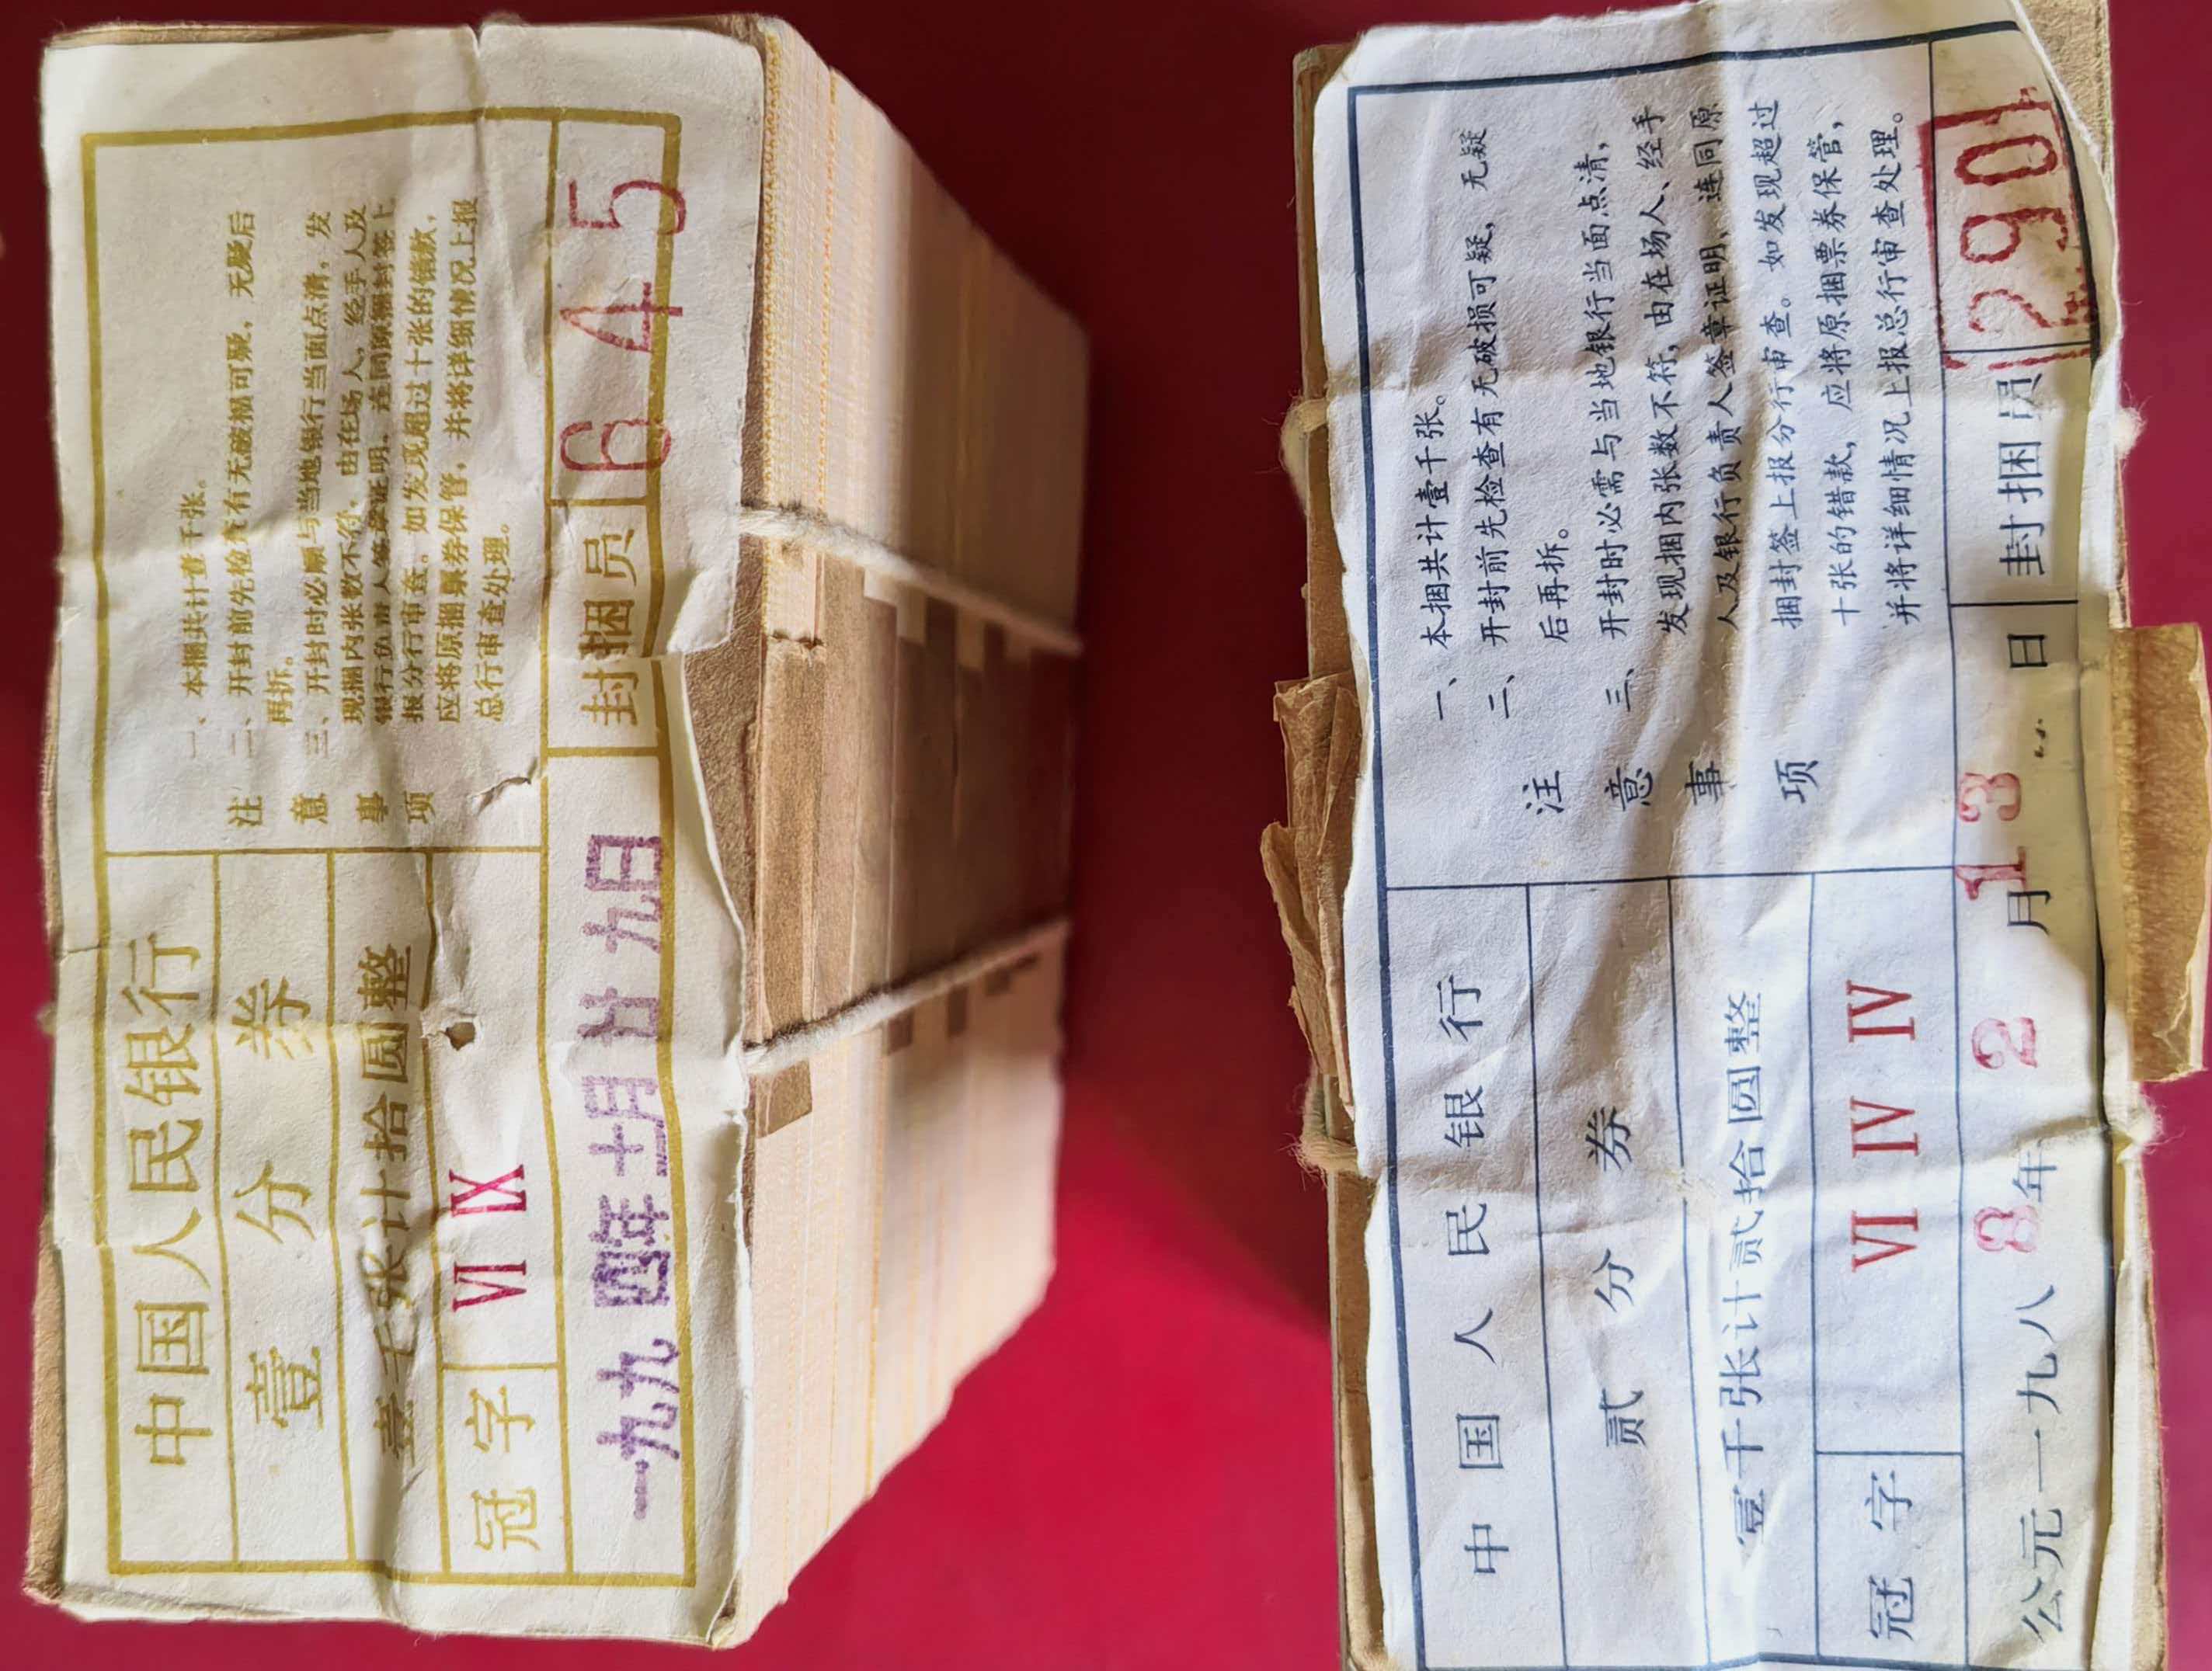 中国人民银行
壹分券
壹千张计拾圆整
冠字 VI IX
注意事项
一、本捆共计壹千张。
二、开封前先检查有无破损可疑，无疑后
再拆。
三、开封时必需与当地银行当面点清，发
现捆内张数不符，由在场人，经手人及
银行负责人签章证明，连同原捆封签上
报分行审查。如发现超过十张的错款，
应将原捆票券保管，并将详细情况上报
总行审查处理。
一九九四年十一月廿九日 封捆员 645
中国人民银行
贰分券
壹千张计贰拾圆整
冠字 VI IV IV
注意事项
一、本捆共计壹千张。
二、开封前先检查有无破损可疑，无疑
后再拆。
三、开封时必需与当地银行当面点清，
发现捆内张数不符，由在场人、经手
人及银行负责人签章证明，连同原
捆封签上报分行审查。如发现超过
十张的错款，应将原捆票券保管，
并将详细情况上报总行审查处理。
公元一九八8年2月13日 封捆员 290